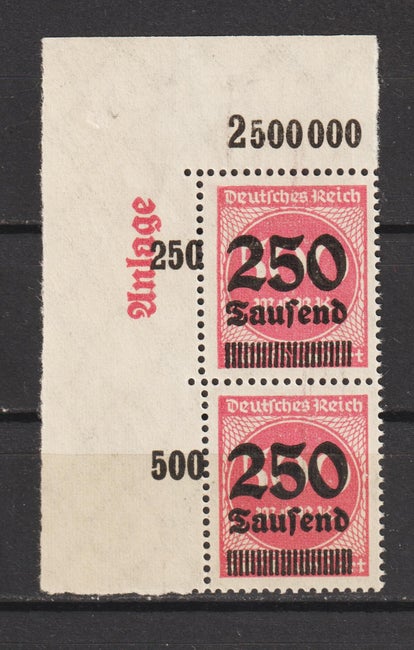 2500000
Anlage
250
Deutsches Reich
250
Tausend
500
Deutsches Reich
250
Tausend